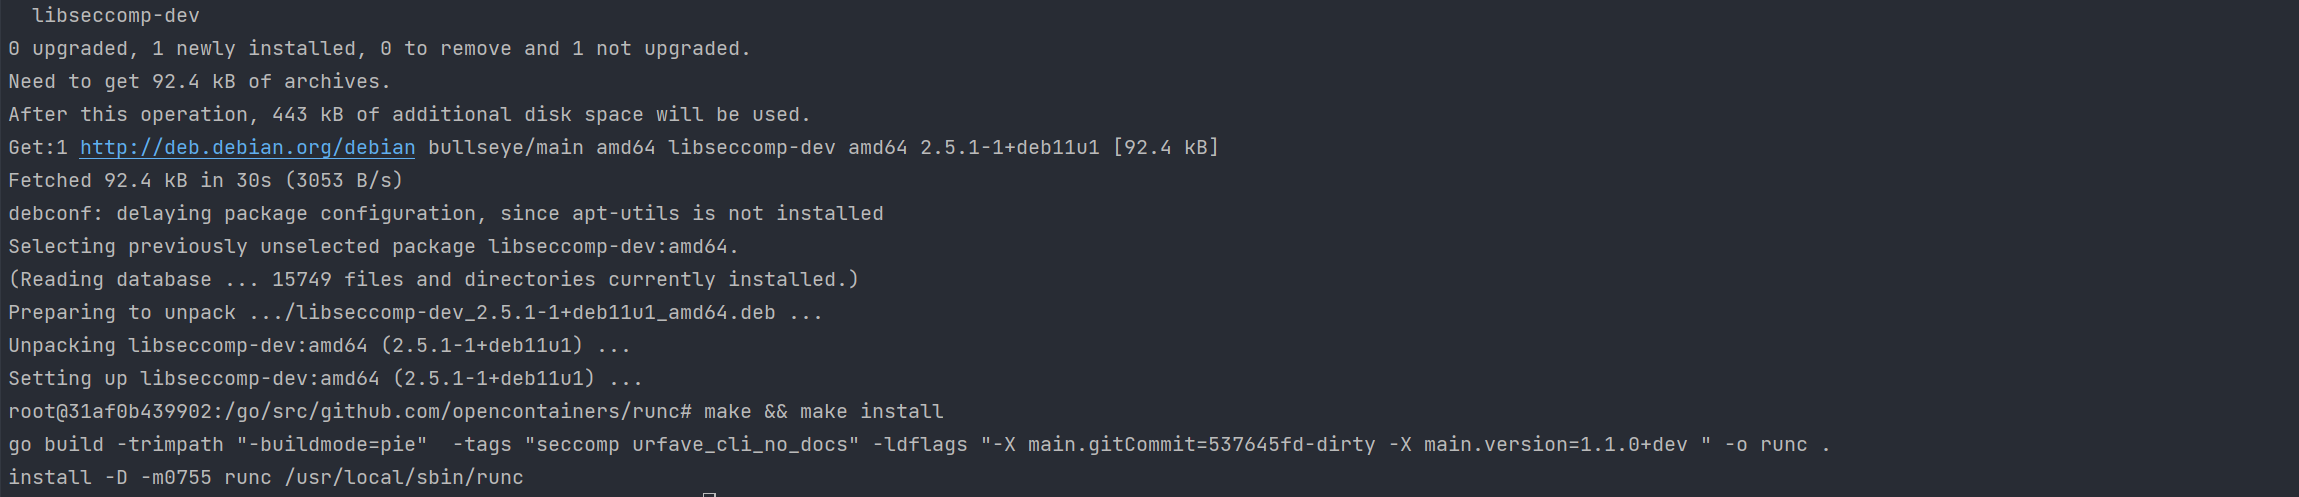 libseccomp-dev
0 upgraded, 1 newly installed, 0 to remove and 1 not upgraded.
Need to get 92.4 kB of archives.
After this operation, 443 kB of additional disk space will be used.
Get:1 http://deb.debian.org/debian bullseye/main amd64 libseccomp-dev amd64 2.5.1-1+deb11u1 [92.4 kB]
Fetched 92.4 kB in 30s (3053 B/s)
debconf: delaying package configuration, since apt-utils is not installed
Selecting previously unselected package libseccomp-dev:amd64.
(Reading database ... 15749 files and directories currently installed.)
Preparing to unpack .../libseccomp-dev_2.5.1-1+deb11u1_amd64.deb ...
Unpacking libseccomp-dev:amd64 (2.5.1-1+deb11u1) ...
Setting up libseccomp-dev:amd64 (2.5.1-1+deb11u1) ...
root@31af0b439902:/go/src/github.com/opencontainers/runc# make && make install
go build -trimpath "-buildmode=pie"  -tags "seccomp urfave_cli_no_docs" -ldflags "-X main.gitCommit=537645fd-dirty -X main.version=1.1.0+dev " -o runc .
install -D -m0755 runc /usr/local/sbin/runc